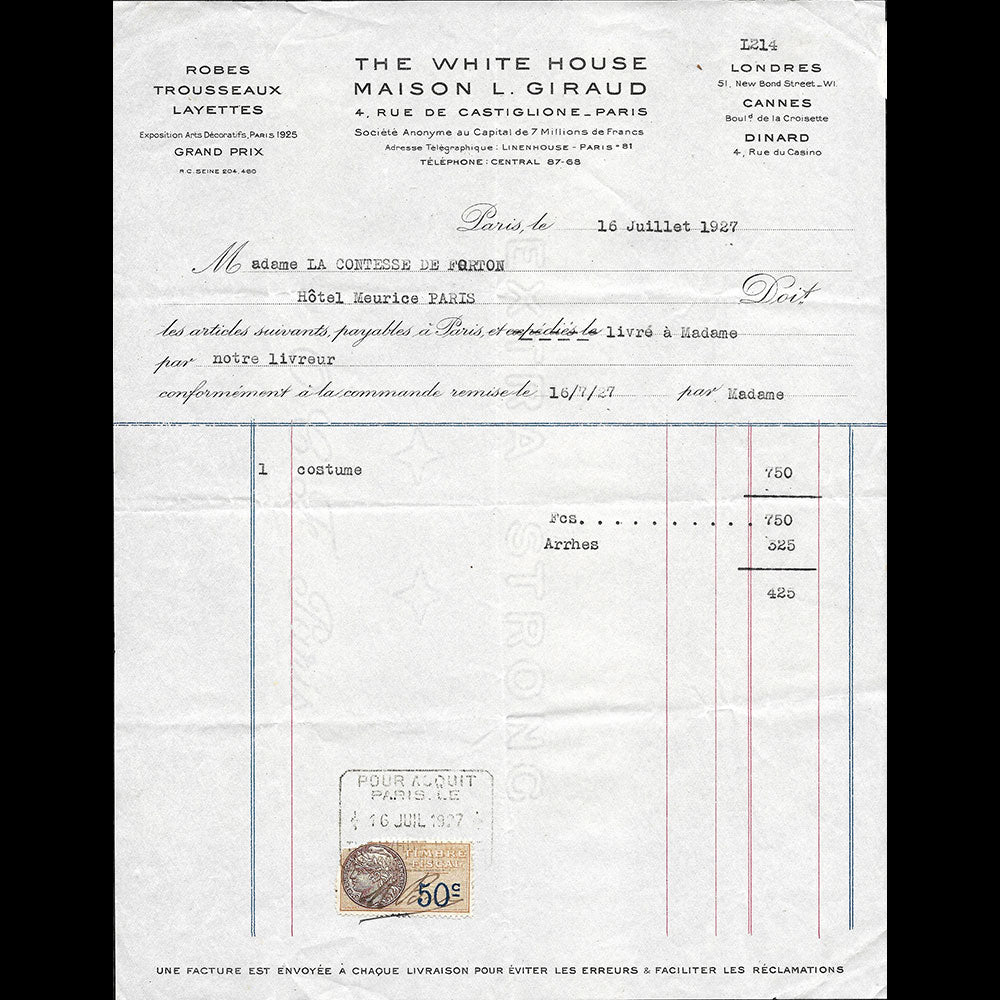 ROBES
TROUSSEAUX
LAYETTES
Exposition Arts Décoratifs, PARIS 1925
GRAND PRIX
R.C. SEINE 204.460
THE WHITE HOUSE
MAISON L. GIRAUD
4, RUE DE CASTIGLIONE_PARIS
Société Anonyme au Capital de 7 Millions de Francs
Adresse Télégraphique : LINENHOUSE - PARIS - 81
TÉLÉPHONE : CENTRAL 87-68
L214
LONDRES
51, New Bond Street_W1.
CANNES
Boulᵈ de la Croisette
DINARD
4, Rue du Casino
Paris, le 16 Juillet 1927
Madame LA CONTESSE DE FORTON
Hôtel Meurice PARIS Doit
les articles suivants, payables à Paris, et expédiés le livré à Madame
par notre livreur
conformément à la commande remise le 16/7/27 par Madame
1 costume 750
Fcs. . . . . . . . . . . 750
Arrhes 325
425
EXTRA STRONG
POUR ACQUIT
PARIS. LE
16 JUIL 1927
TIMBRE
FISCAL
50c
UNE FACTURE EST ENVOYÉE À CHAQUE LIVRAISON POUR ÉVITER LES ERREURS & FACILITER LES RÉCLAMATIONS